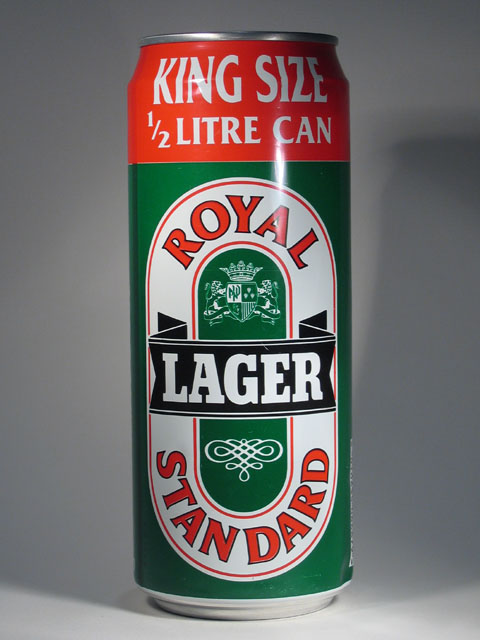 KING SIZE
1/2 LITRE CAN
ROYAL
LAGER
STANDARD